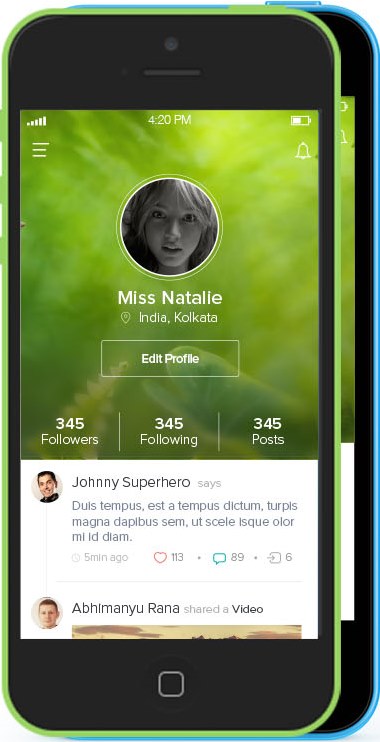 4:20 PM
Miss Natalie
India, Kolkata
Edit Profile
345 345 345
Followers Following Posts
Johnny Superhero says
Duis tempus, est a tempus dictum, turpis
magna dapibus sem, ut scele isque olor
mi id diam.
5min ago 113 • 89 • 6
Abhimanyu Rana shared a Video